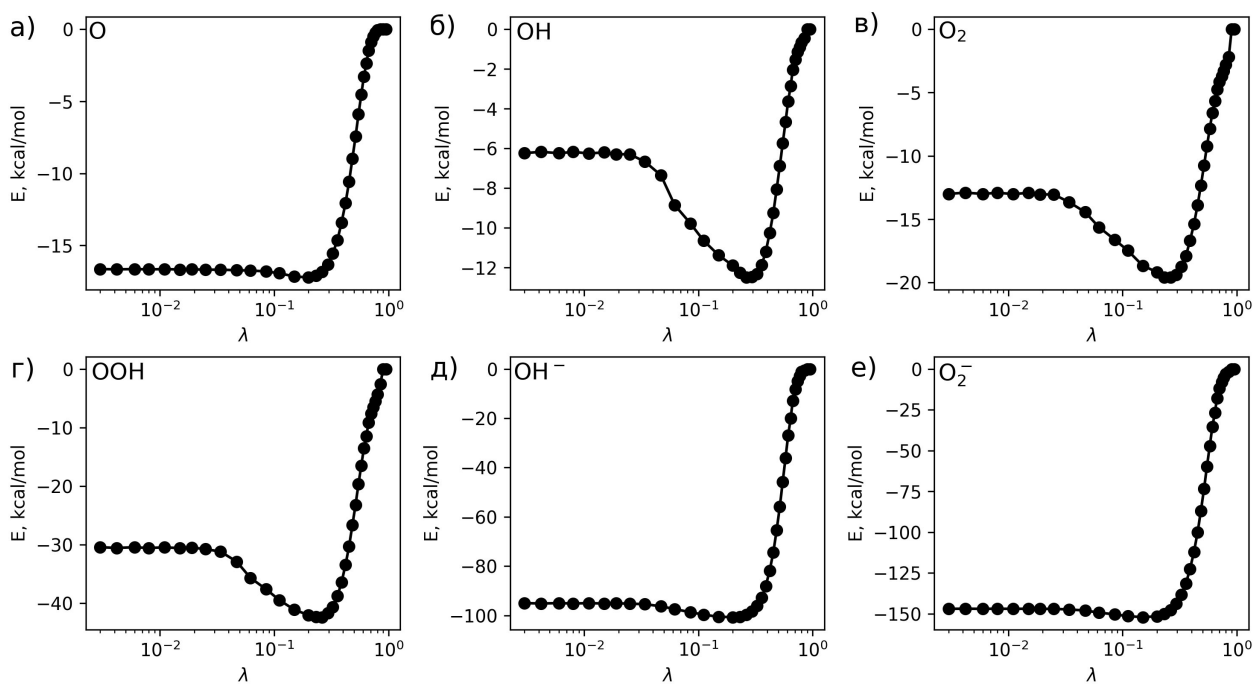 а) O
0
−5
−10
−15
E, kcal/mol
10⁻² 10⁻¹ 10⁰
λ
б) OH
0
−2
−4
−6
−8
−10
−12
E, kcal/mol
10⁻² 10⁻¹ 10⁰
λ
в) O₂
0
−5
−10
−15
−20
E, kcal/mol
10⁻² 10⁻¹ 10⁰
λ
г) OOH
0
−10
−20
−30
−40
E, kcal/mol
10⁻² 10⁻¹ 10⁰
λ
д) OH⁻
0
−20
−40
−60
−80
−100
E, kcal/mol
10⁻² 10⁻¹ 10⁰
λ
е) O₂⁻
0
−25
−50
−75
−100
−125
−150
E, kcal/mol
10⁻² 10⁻¹ 10⁰
λ